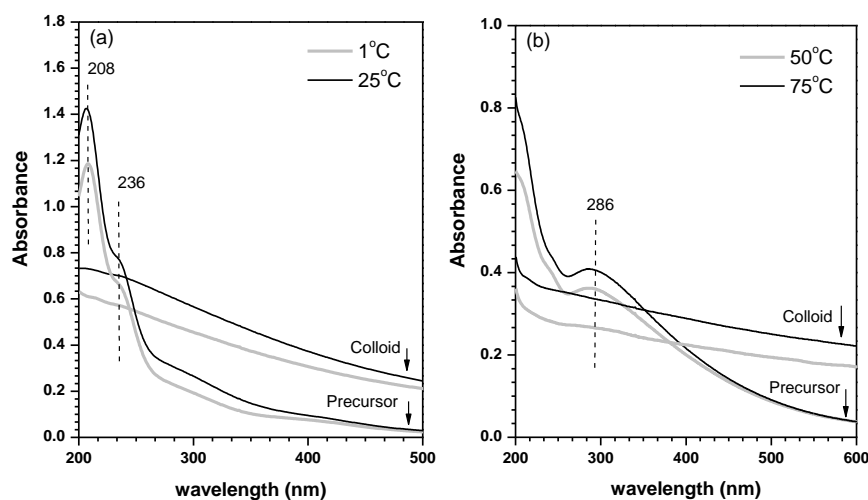 (a)
1°C
25°C
208
236
Colloid
Precursor
1.8
1.6
1.4
1.2
1.0
0.8
0.6
0.4
0.2
0.0
Absorbance
200
300
400
500
wavelength (nm)
(b)
50°C
75°C
286
Colloid
Precursor
1.0
0.8
0.6
0.4
0.2
0.0
Absorbance
200
300
400
500
600
wavelength (nm)